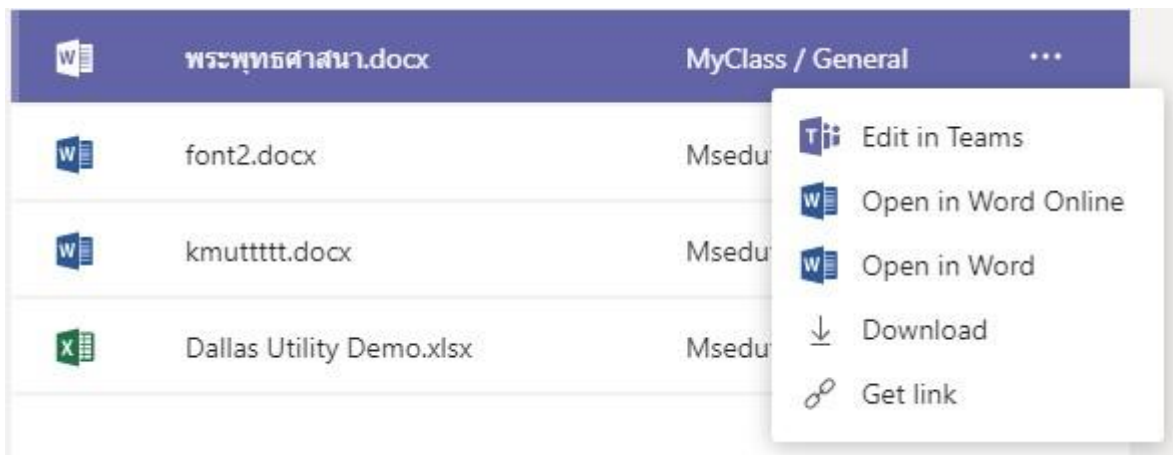 พระพุทธศาสนา.docx MyClass / General ...
Edit in Teams
font2.docx Msedu
Open in Word Online
kmuttttt.docx Msedu
Open in Word
Download
Dallas Utility Demo.xlsx Msedu
Get link